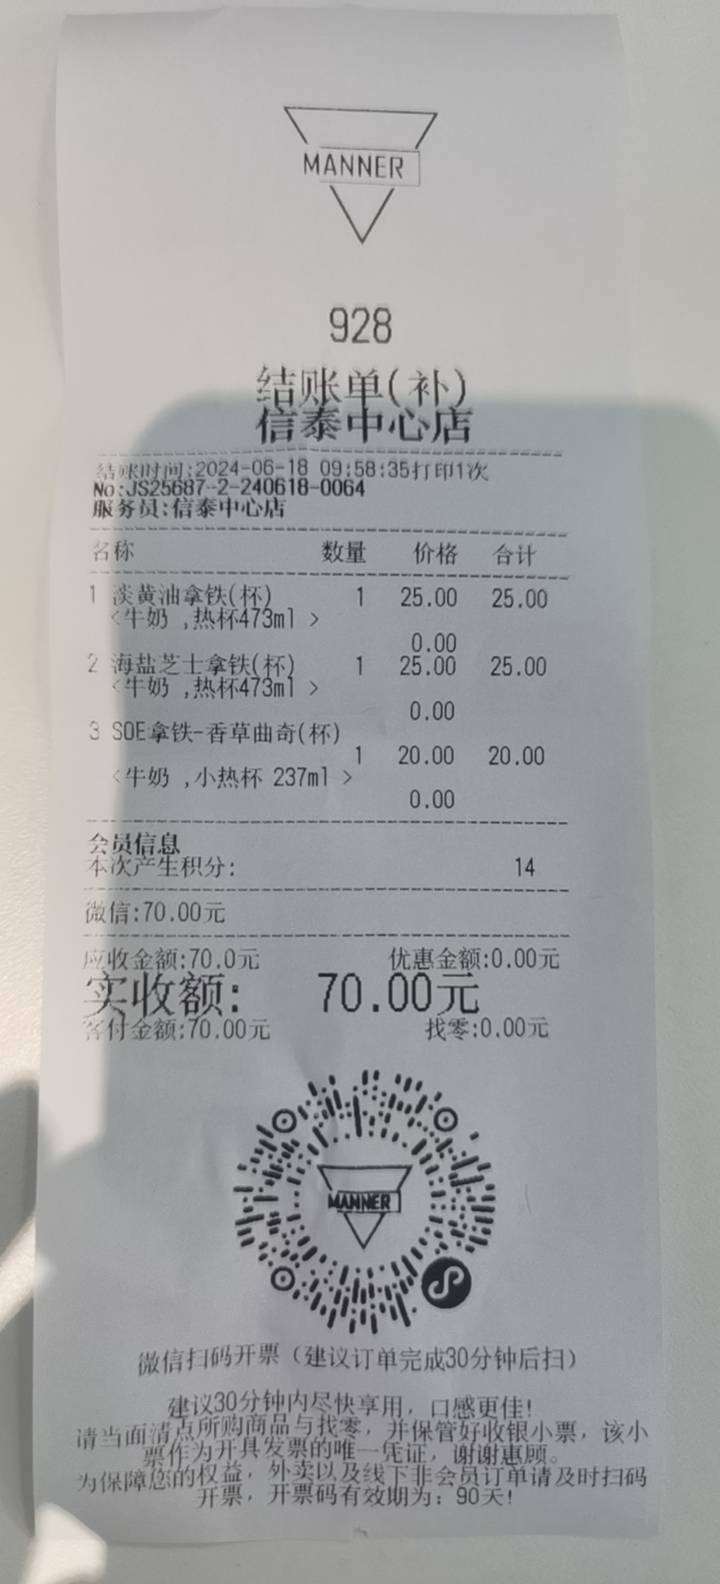 MANNER
928
结账单(补)
信泰中心店
结账时间:2024-06-18 09:58:35打印1次
No:JS25687-2-240618-0064
服务员:信泰中心店
名称 数量 价格 合计
1 淡黄油拿铁(杯) 1 25.00 25.00
<牛奶 ,热杯473ml >
0.00
2 海盐芝士拿铁(杯) 1 25.00 25.00
<牛奶 ,热杯473ml >
0.00
3 SOE拿铁-香草曲奇(杯)
1 20.00 20.00
<牛奶 ,小热杯 237ml >
0.00
会员信息
本次产生积分: 14
微信:70.00元
应收金额:70.0元 优惠金额:0.00元
实收额: 70.00元
客付金额:70.00元 找零:0.00元
MANNER
微信扫码开票（建议订单完成30分钟后扫）
建议30分钟内尽快享用，口感更佳!
请当面清点所购商品与找零，并保管好收银小票，该小
票作为开具发票的唯一凭证，谢谢惠顾。
为保障您的权益，外卖以及线下非会员订单请及时扫码
开票，开票码有效期为：90天!